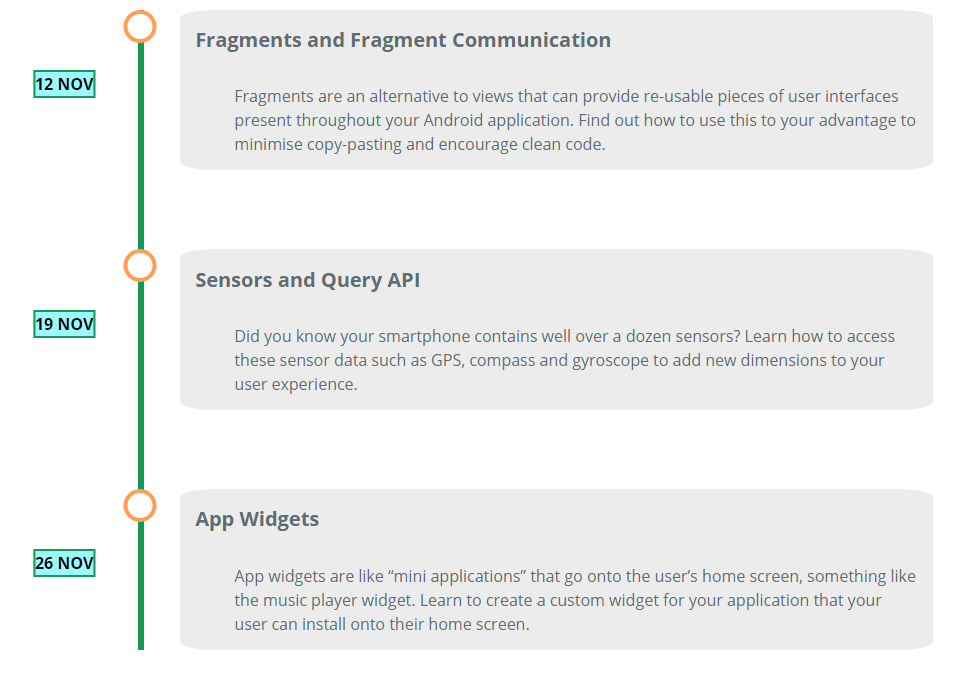 Fragments and Fragment Communication
12 NOV
Fragments are an alternative to views that can provide re-usable pieces of user interfaces
present throughout your Android application. Find out how to use this to your advantage to
minimise copy-pasting and encourage clean code.
Sensors and Query API
19 NOV
Did you know your smartphone contains well over a dozen sensors? Learn how to access
these sensor data such as GPS, compass and gyroscope to add new dimensions to your
user experience.
App Widgets
26 NOV
App widgets are like “mini applications” that go onto the user’s home screen, something like
the music player widget. Learn to create a custom widget for your application that your
user can install onto their home screen.